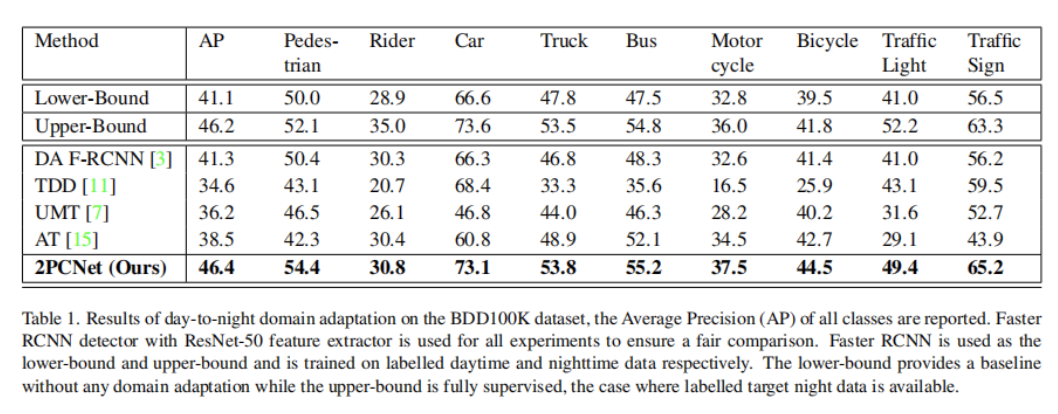 Method AP Pedes- Rider Car Truck Bus Motor Bicycle Traffic Traffic
trian cycle Light Sign
Lower-Bound 41.1 50.0 28.9 66.6 47.8 47.5 32.8 39.5 41.0 56.5
Upper-Bound 46.2 52.1 35.0 73.6 53.5 54.8 36.0 41.8 52.2 63.3
DA F-RCNN [3] 41.3 50.4 30.3 66.3 46.8 48.3 32.6 41.4 41.0 56.2
TDD [11] 34.6 43.1 20.7 68.4 33.3 35.6 16.5 25.9 43.1 59.5
UMT [7] 36.2 46.5 26.1 46.8 44.0 46.3 28.2 40.2 31.6 52.7
AT [15] 38.5 42.3 30.4 60.8 48.9 52.1 34.5 42.7 29.1 43.9
2PCNet (Ours) 46.4 54.4 30.8 73.1 53.8 55.2 37.5 44.5 49.4 65.2
Table 1. Results of day-to-night domain adaptation on the BDD100K dataset, the Average Precision (AP) of all classes are reported. Faster
RCNN detector with ResNet-50 feature extractor is used for all experiments to ensure a fair comparison. Faster RCNN is used as the
lower-bound and upper-bound and is trained on labelled daytime and nighttime data respectively. The lower-bound provides a baseline
without any domain adaptation while the upper-bound is fully supervised, the case where labelled target night data is available.